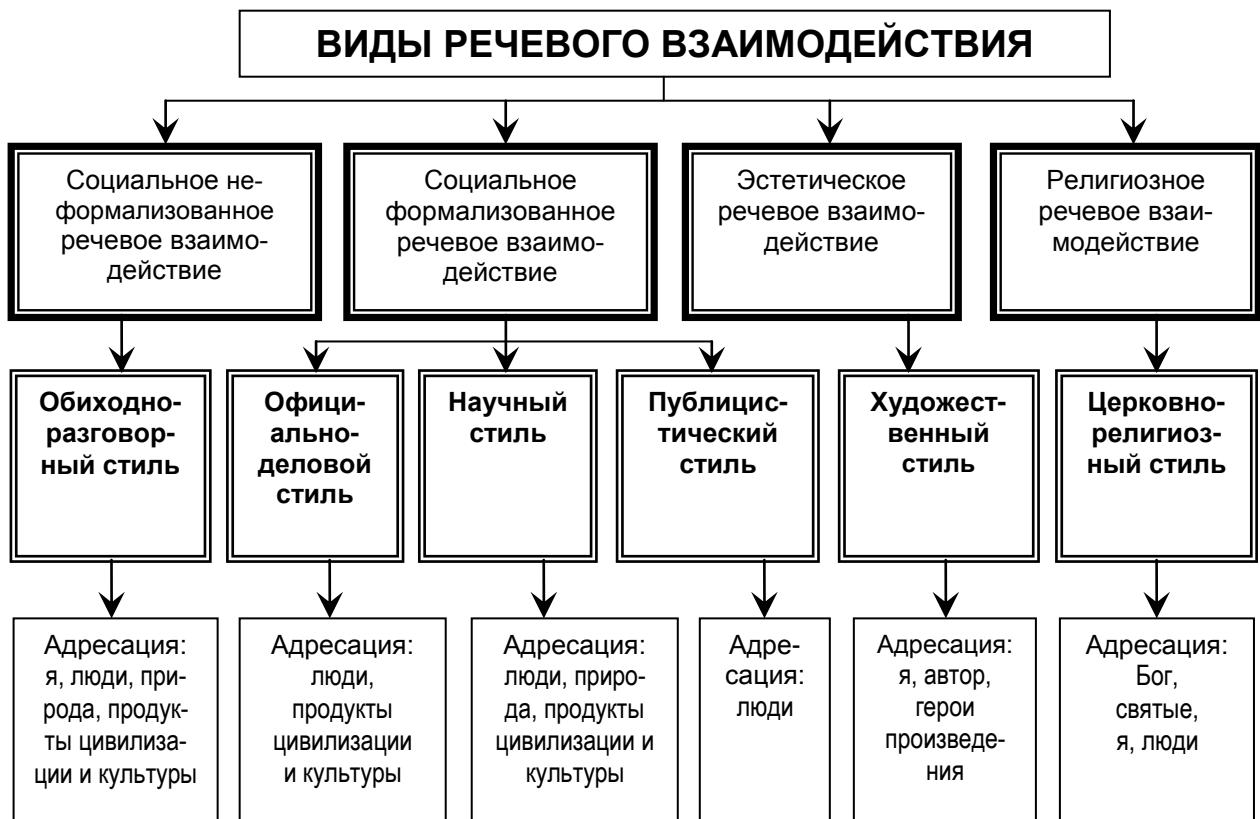 ВИДЫ РЕЧЕВОГО ВЗАИМОДЕЙСТВИЯ
Социальное не-
формализованное
речевое взаимо-
действие
Социальное
формализованное
речевое взаимо-
действие
Эстетическое
речевое взаимо-
действие
Религиозное
речевое взаи-
модействие
Обиходно-
разговор-
ный стиль
Офици-
ально-
деловой
стиль
Научный
стиль
Публицис-
тический
стиль
Художест-
венный
стиль
Церковно-
религиоз-
ный стиль
Адресация:
я, люди, при-
рода, продук-
ты цивилиза-
ции и культуры
Адресация:
люди,
продукты
цивилизации
и культуры
Адресация:
люди, приро-
да, продукты
цивилизации и
культуры
Адре-
сация:
люди
Адресация:
я, автор,
герои
произведе-
ния
Адресация:
Бог,
святые,
я, люди